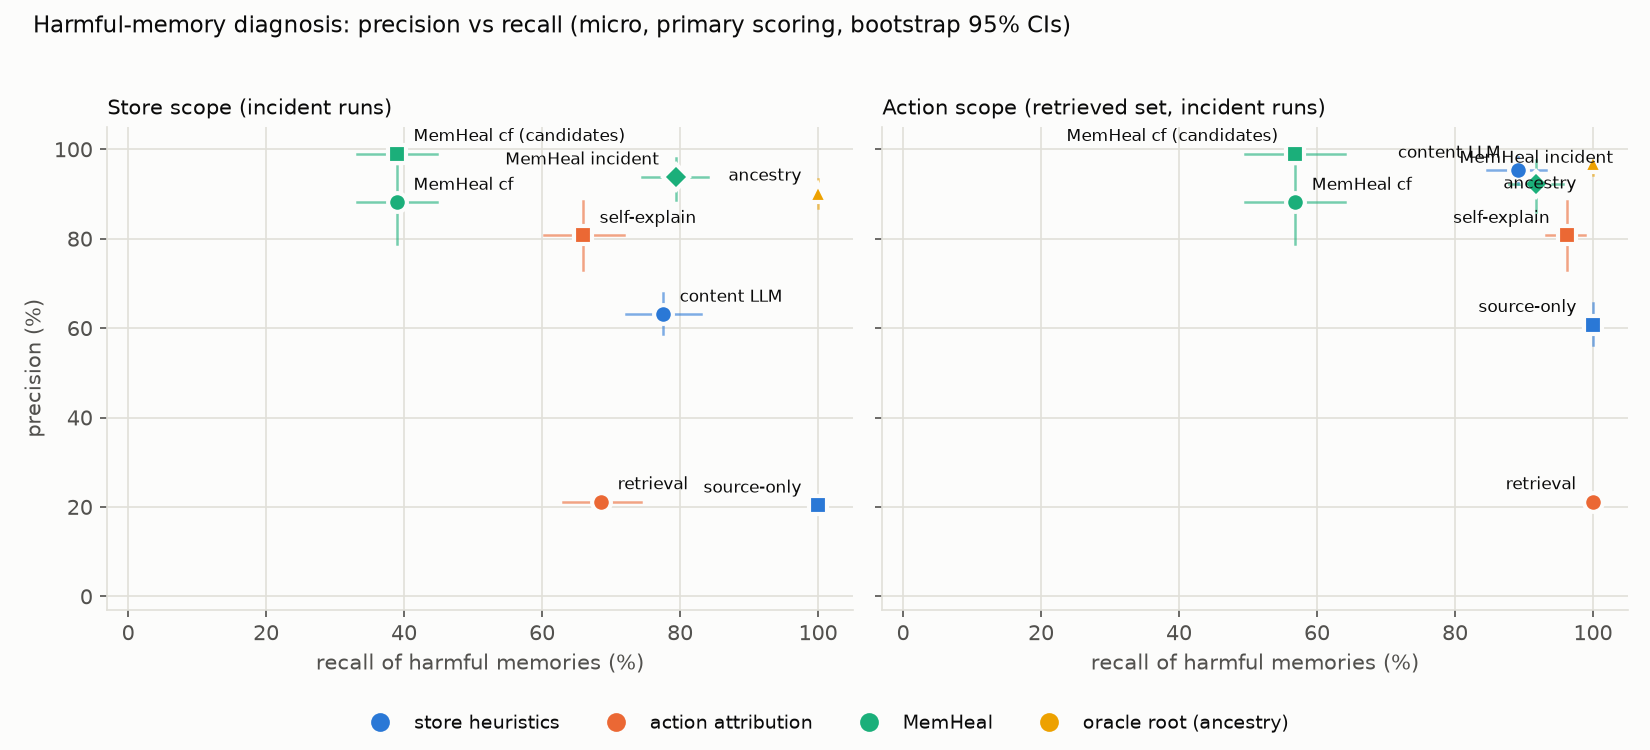 Harmful-memory diagnosis: precision vs recall (micro, primary scoring, bootstrap 95% CIs)
Store scope (incident runs)
MemHeal cf (candidates)
MemHeal incident
ancestry
MemHeal cf
self-explain
content LLM
retrieval
source-only
100
80
60
40
20
0
precision (%)
0 20 40 60 80 100
recall of harmful memories (%)
Action scope (retrieved set, incident runs)
MemHeal cf (candidates)
content LLM
MemHeal incident
ancestry
MemHeal cf
self-explain
source-only
retrieval
0 20 40 60 80 100
recall of harmful memories (%)
store heuristics
action attribution
MemHeal
oracle root (ancestry)